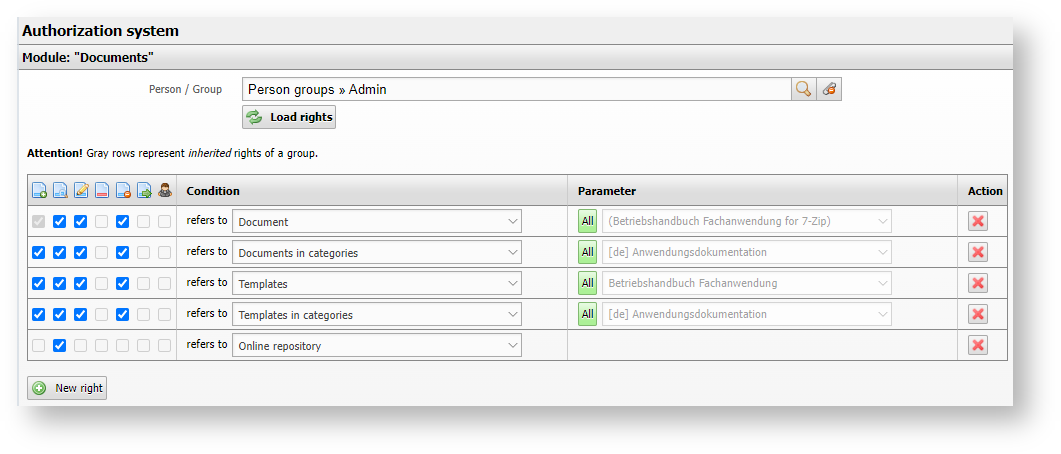 Authorization system
Module: "Documents"
Person / Group Person groups » Admin
Load rights
Attention! Gray rows represent inherited rights of a group.
Condition Parameter Action
refers to Document All (Betriebshandbuch Fachanwendung for 7-Zip)
refers to Documents in categories All [de] Anwendungsdokumentation
refers to Templates All Betriebshandbuch Fachanwendung
refers to Templates in categories All [de] Anwendungsdokumentation
refers to Online repository
New right